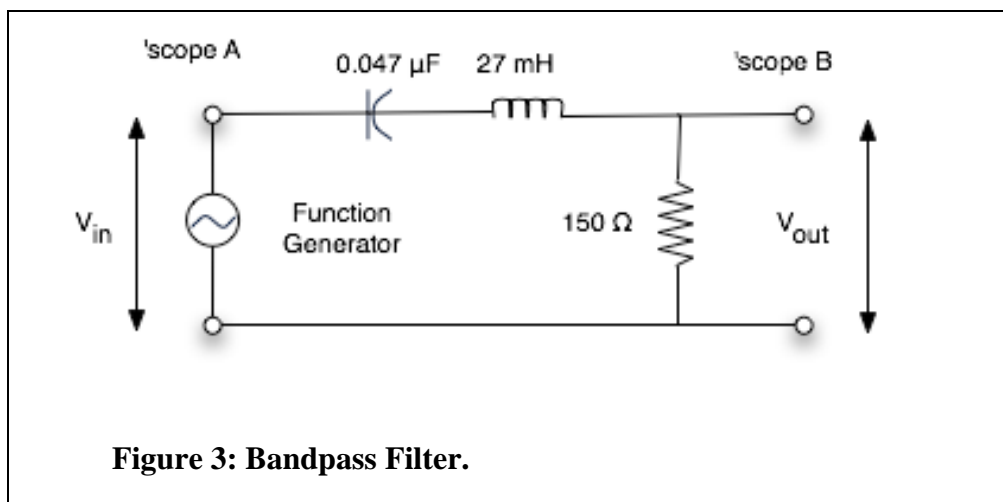 'scope A
0.047 µF
27 mH
'scope B
Vin
Function
Generator
150 Ω
Vout
Figure 3: Bandpass Filter.